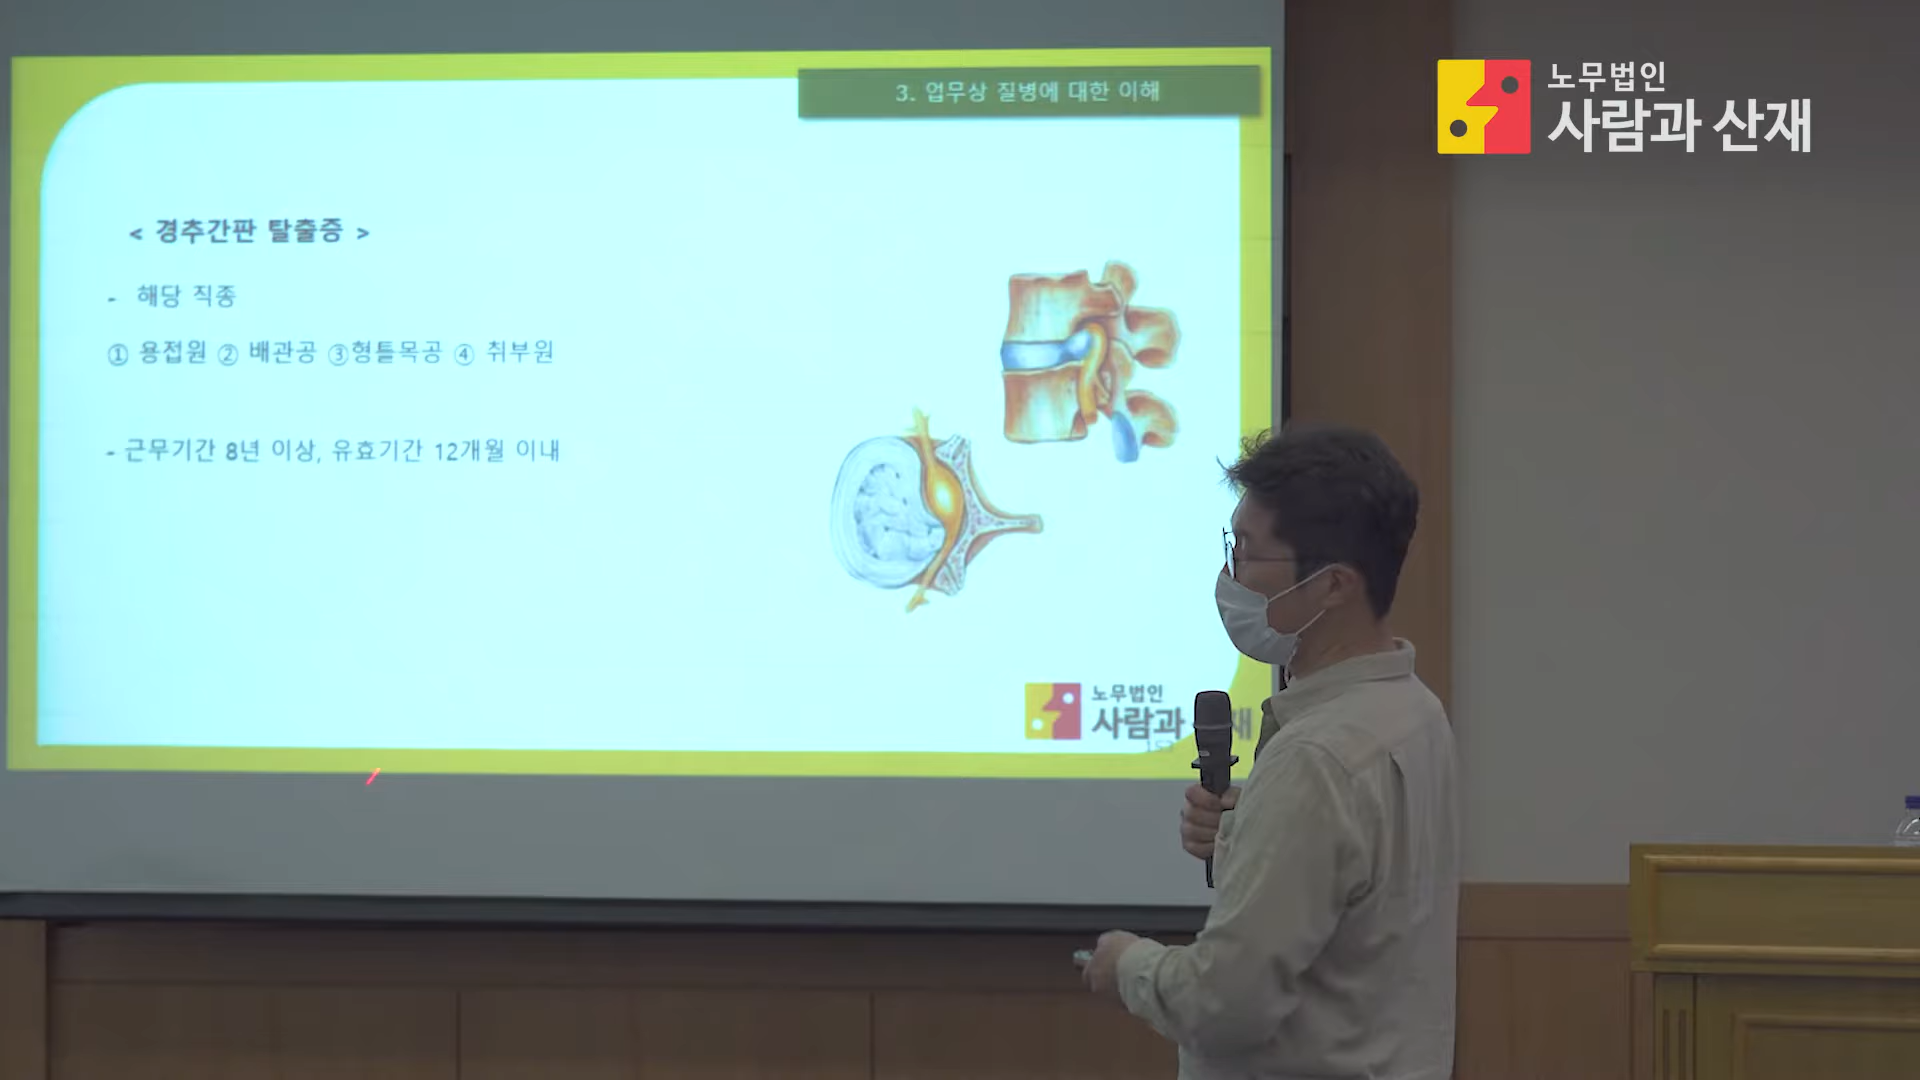 3. 업무상 질병에 대한 이해
노무법인
사람과 산재
< 경추간판 탈출증 >
- 해당 직종
① 용접원 ② 배관공 ③형틀목공 ④ 취부원
- 근무기간 8년 이상, 유효기간 12개월 이내
노무법인
사람과 재